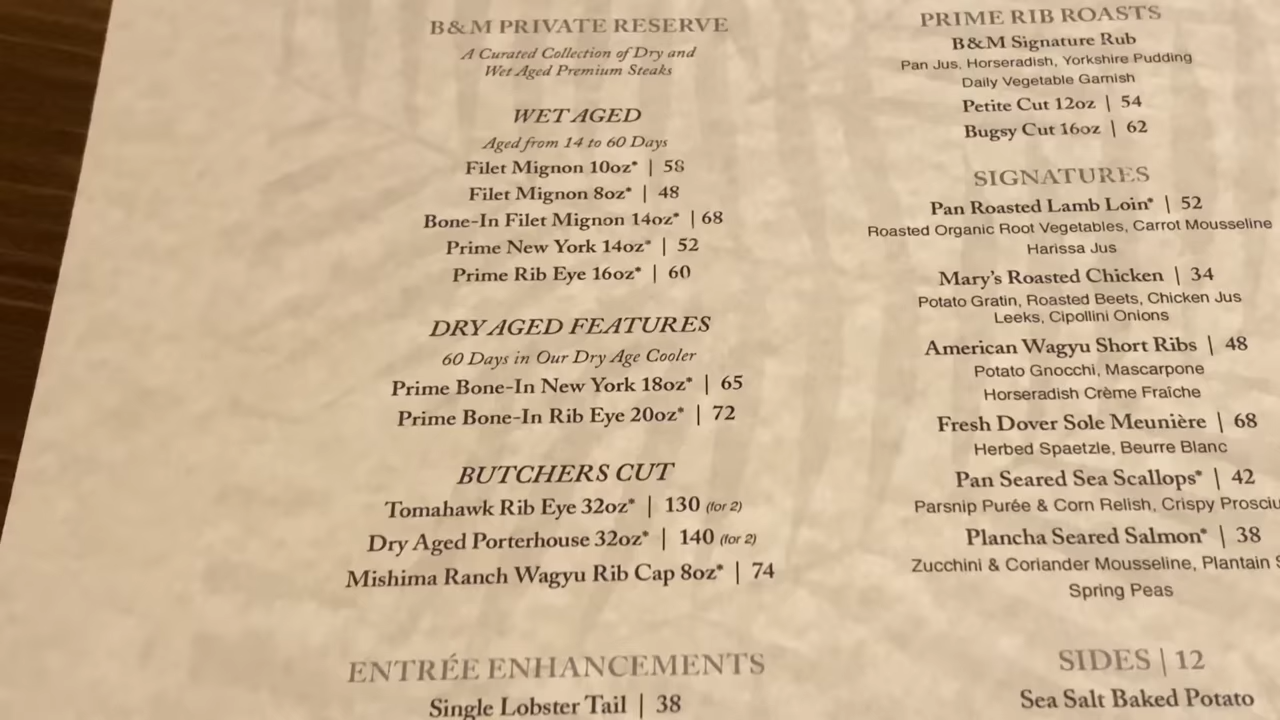 B&M PRIVATE RESERVE
A Curated Collection of Dry and
Wet Aged Premium Steaks
WET AGED
Aged from 14 to 60 Days
Filet Mignon 10oz* | 58
Filet Mignon 8oz* | 48
Bone-In Filet Mignon 14oz* | 68
Prime New York 14oz* | 52
Prime Rib Eye 16oz* | 60
DRY AGED FEATURES
60 Days in Our Dry Age Cooler
Prime Bone-In New York 18oz* | 65
Prime Bone-In Rib Eye 20oz* | 72
BUTCHERS CUT
Tomahawk Rib Eye 32oz* | 130 (for 2)
Dry Aged Porterhouse 32oz* | 140 (for 2)
Mishima Ranch Wagyu Rib Cap 8oz* | 74
ENTRÉE ENHANCEMENTS
Single Lobster Tail | 38
PRIME RIB ROASTS
B&M Signature Rub
Pan Jus, Horseradish, Yorkshire Pudding
Daily Vegetable Garnish
Petite Cut 12oz | 54
Bugsy Cut 16oz | 62
SIGNATURES
Pan Roasted Lamb Loin* | 52
Roasted Organic Root Vegetables, Carrot Mousseline
Harissa Jus
Mary's Roasted Chicken | 34
Potato Gratin, Roasted Beets, Chicken Jus
Leeks, Cipollini Onions
American Wagyu Short Ribs | 48
Potato Gnocchi, Mascarpone
Horseradish Crème Fraîche
Fresh Dover Sole Meunière | 68
Herbed Spaetzle, Beurre Blanc
Pan Seared Sea Scallops* | 42
Parsnip Purée & Corn Relish, Crispy
Plancha Seared Salmon* | 38
Zucchini & Coriander Mousseline, Plantain
Spring Peas
SIDES | 12
Sea Salt Baked Potato